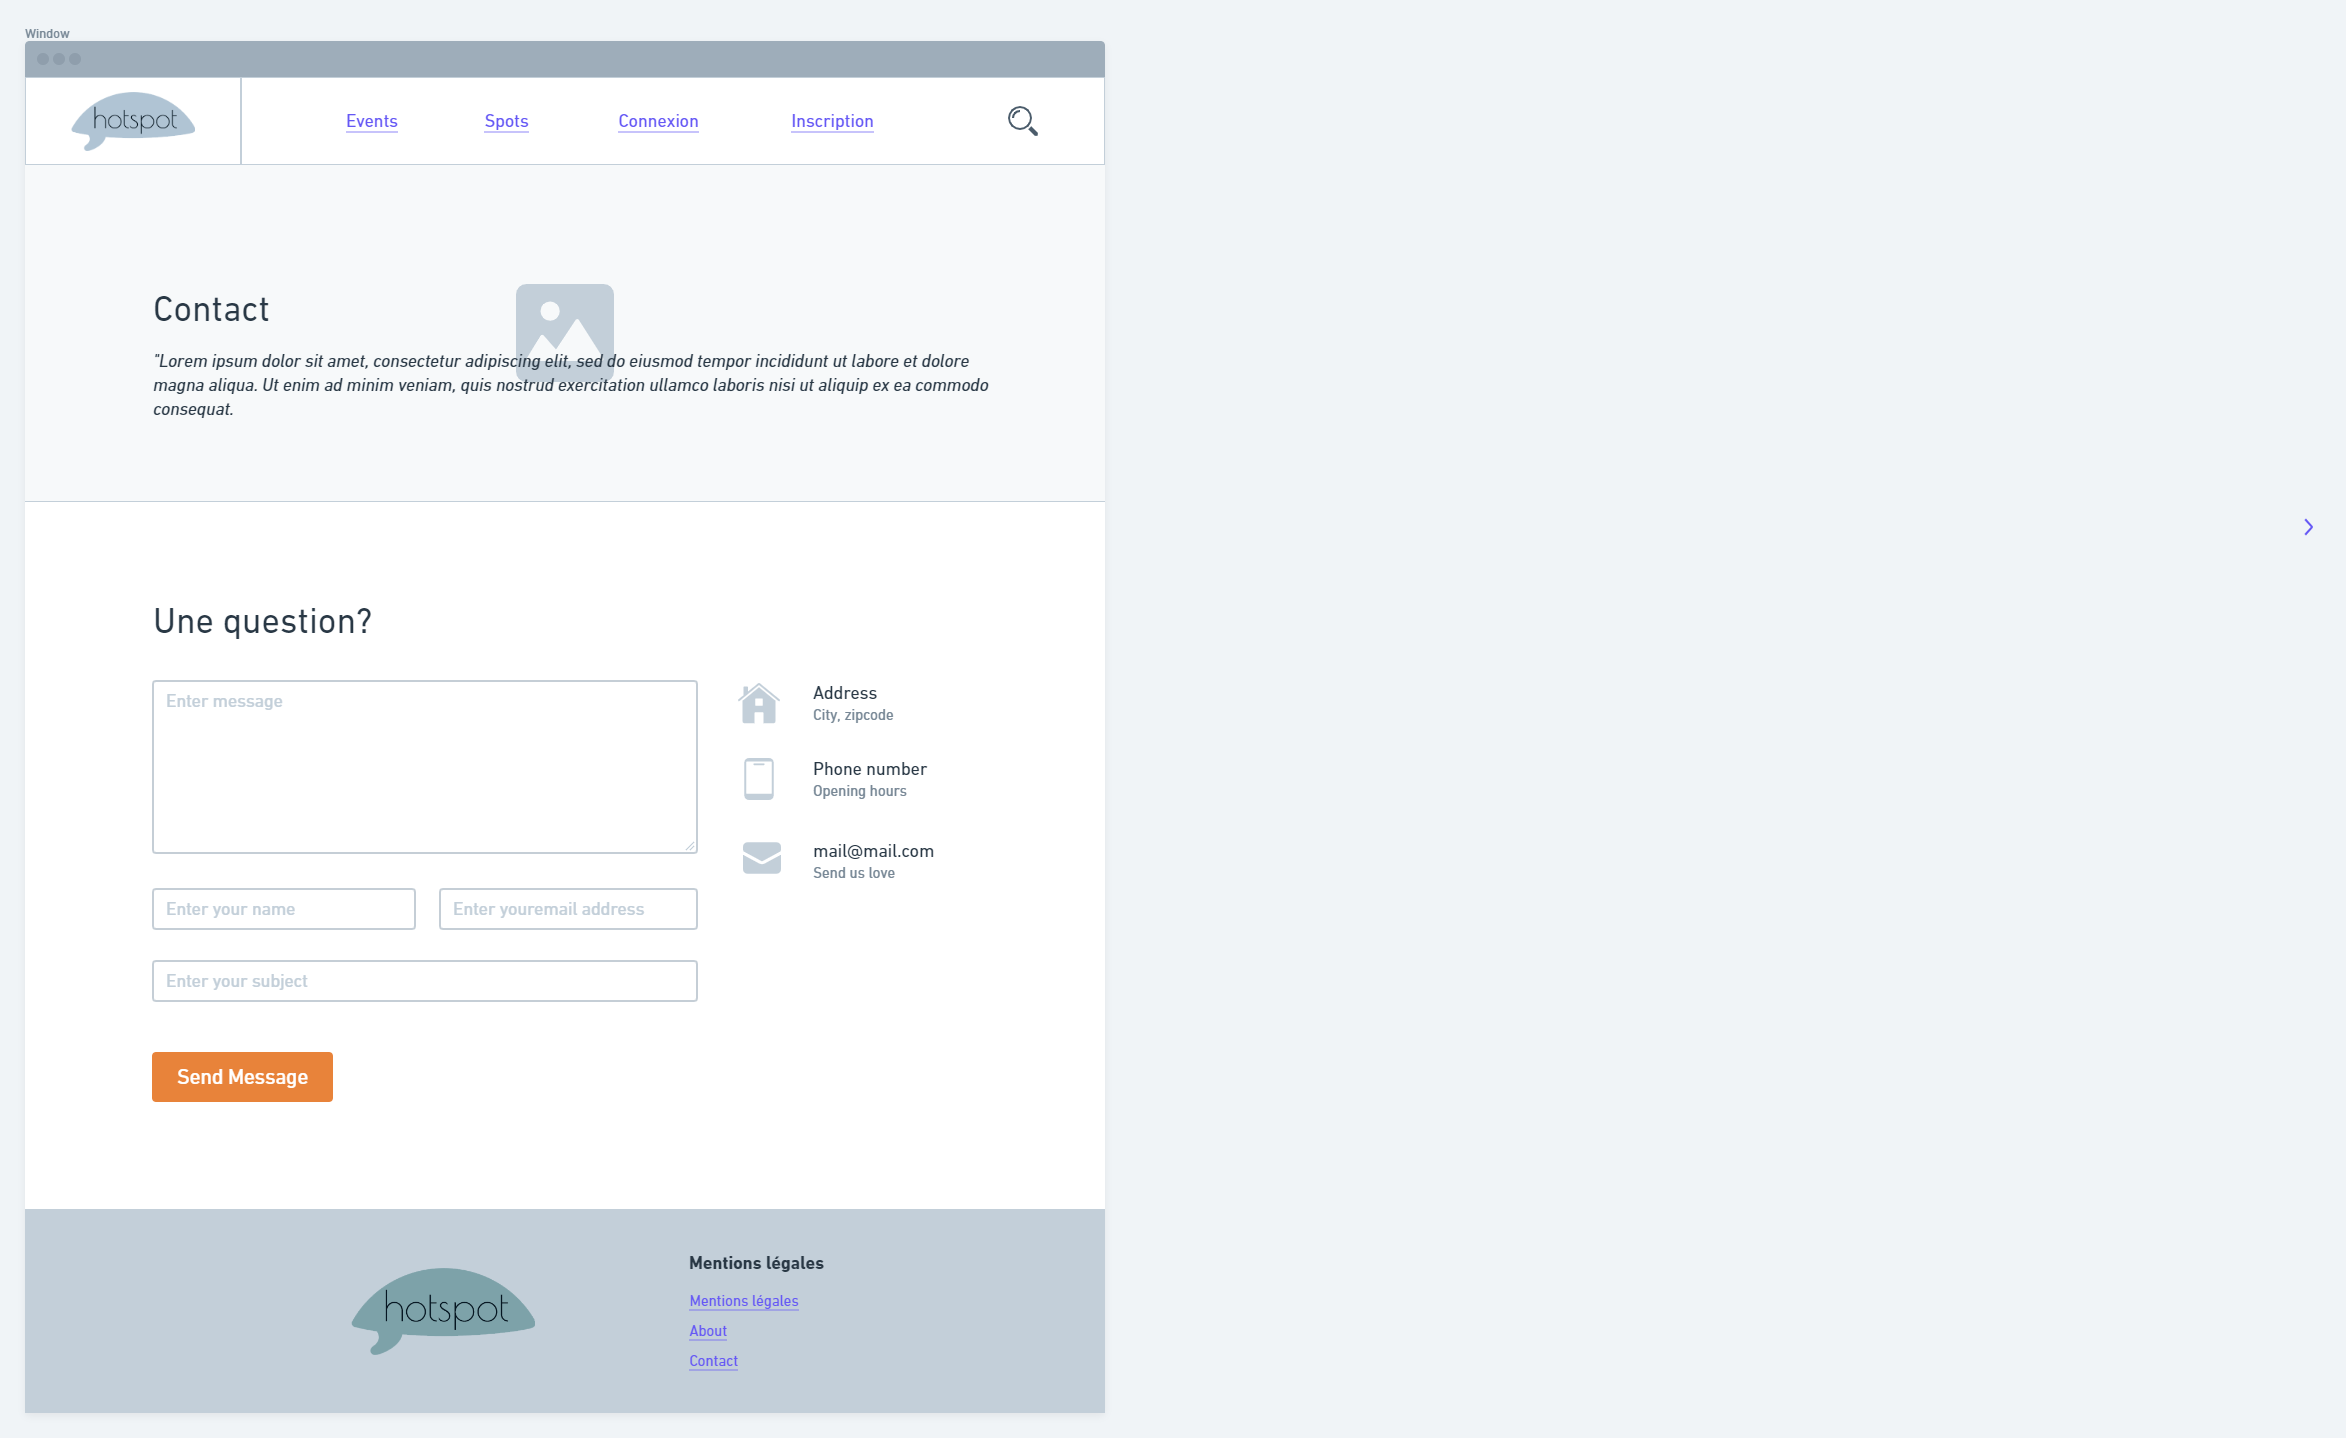 Window
hotspot
Events
Spots
Connexion
Inscription
Contact
"Lorem ipsum dolor sit amet, consectetur adipiscing elit, sed do eiusmod tempor incididunt ut labore et dolore
magna aliqua. Ut enim ad minim veniam, quis nostrud exercitation ullamco laboris nisi ut aliquip ex ea commodo
consequat.
Une question?
Enter message
Address
City, zipcode
Phone number
Opening hours
mail@mail.com
Send us love
Enter your name
Enter youremail address
Enter your subject
Send Message
hotspot
Mentions légales
Mentions légales
About
Contact